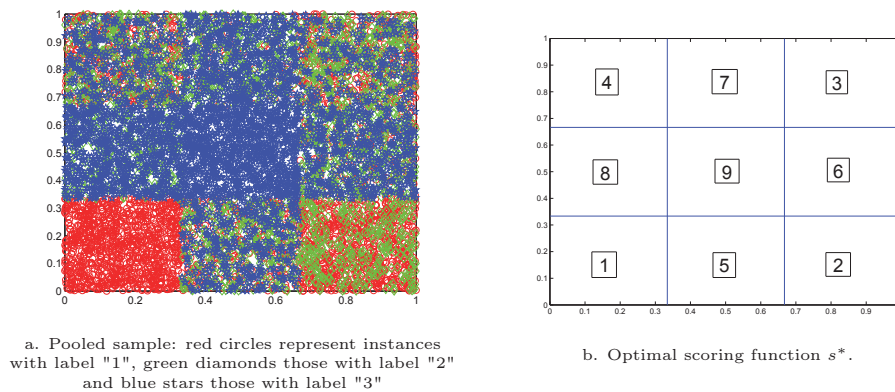 1
0.9
0.8
0.7
0.6
0.5
0.4
0.3
0.2
0.1
0
0 0.2 0.4 0.6 0.8 1
a. Pooled sample: red circles represent instances
with label "1", green diamonds those with label "2"
and blue stars those with label "3"
1
0.9
0.8
0.7
0.6
0.5
0.4
0.3
0.2
0.1
0
4 7 3
8 9 6
1 5 2
0 0.1 0.2 0.3 0.4 0.5 0.6 0.7 0.8 0.9
b. Optimal scoring function s*.